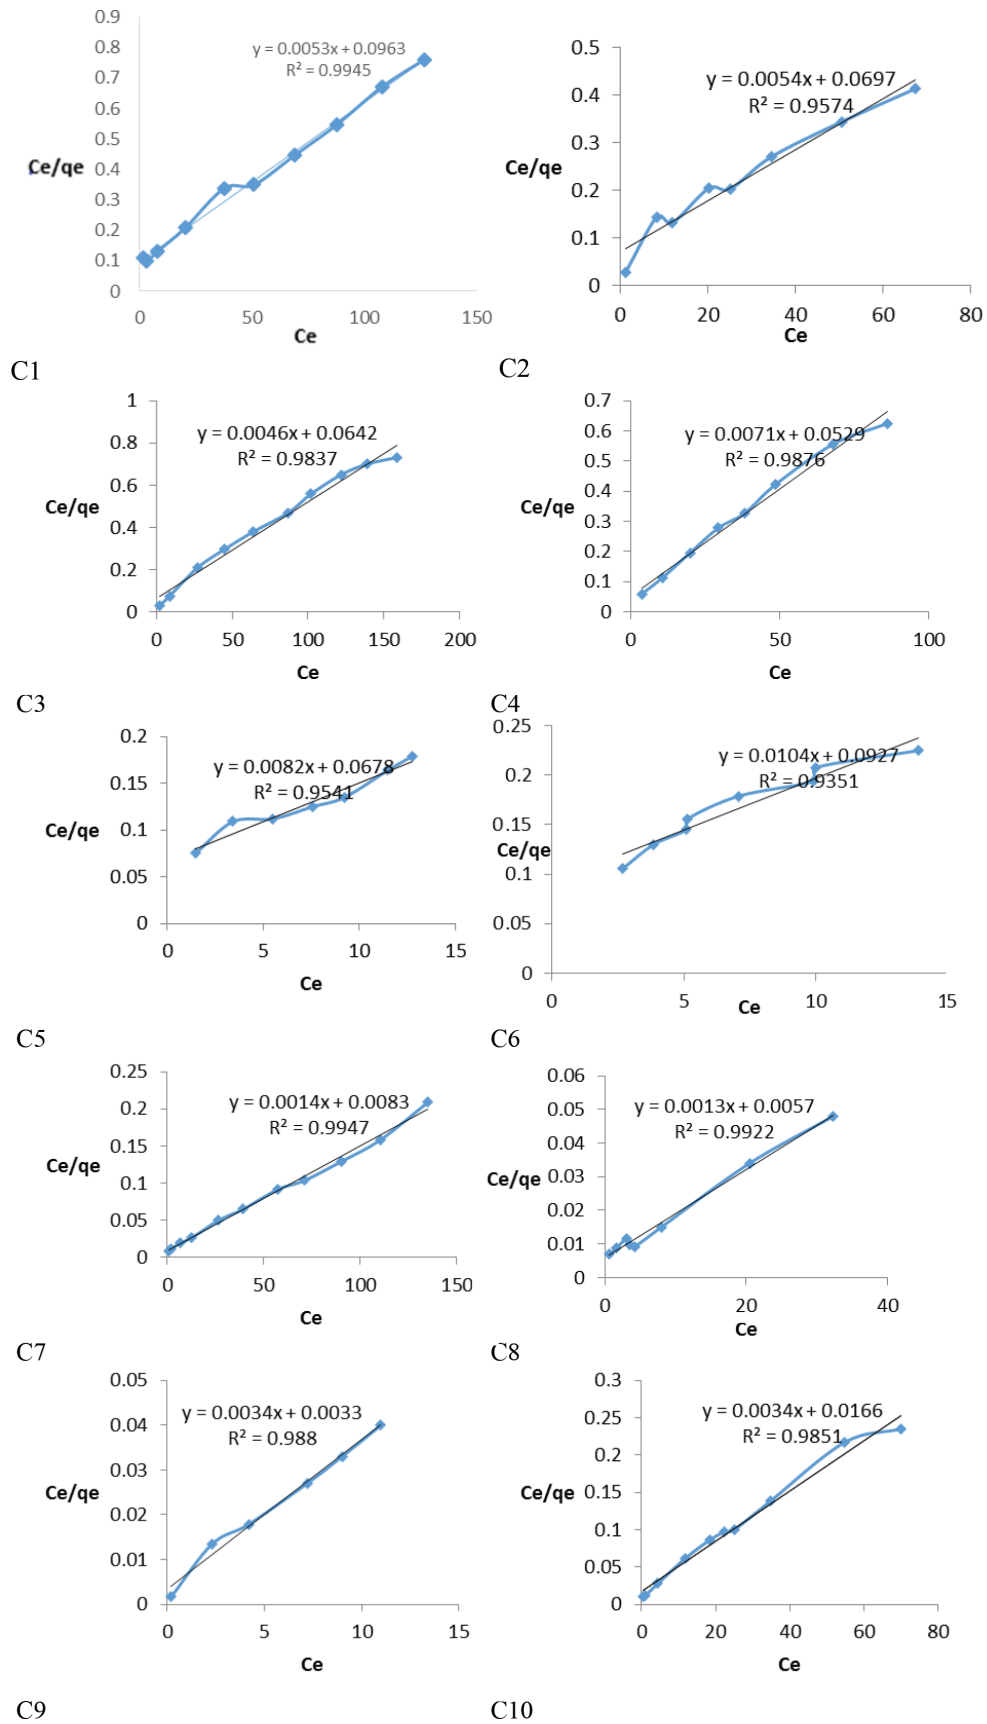 0.9
0.8
0.7
0.6
0.5
0.4
0.3
0.2
0.1
0
y = 0.0053x + 0.0963
R² = 0.9945
Ce/qe
0 50 100 150
Ce
C1
0.5
0.4
0.3
0.2
0.1
0
y = 0.0054x + 0.0697
R² = 0.9574
Ce/qe
0 20 40 60 80
Ce
C2
1
0.8
0.6
0.4
0.2
0
y = 0.0046x + 0.0642
R² = 0.9837
Ce/qe
0 50 100 150 200
Ce
C3
0.7
0.6
0.5
0.4
0.3
0.2
0.1
0
y = 0.0071x + 0.0529
R² = 0.9876
Ce/qe
0 50 100
Ce
C4
0.2
0.15
0.1
0.05
0
y = 0.0082x + 0.0678
R² = 0.9541
Ce/qe
0 5 10 15
Ce
C5
0.25
0.2
0.15
0.1
0.05
0
y = 0.0104x + 0.0927
R² = 0.9351
Ce/qe
0 5 10 15
Ce
C6
0.25
0.2
0.15
0.1
0.05
0
y = 0.0014x + 0.0083
R² = 0.9947
Ce/qe
0 50 100 150
Ce
C7
0.06
0.05
0.04
0.03
0.02
0.01
0
y = 0.0013x + 0.0057
R² = 0.9922
Ce/qe
0 20 40
Ce
C8
0.05
0.04
0.03
0.02
0.01
0
y = 0.0034x + 0.0033
R² = 0.988
Ce/qe
0 5 10 15
Ce
C9
0.3
0.25
0.2
0.15
0.1
0.05
0
y = 0.0034x + 0.0166
R² = 0.9851
Ce/qe
0 20 40 60 80
Ce
C10